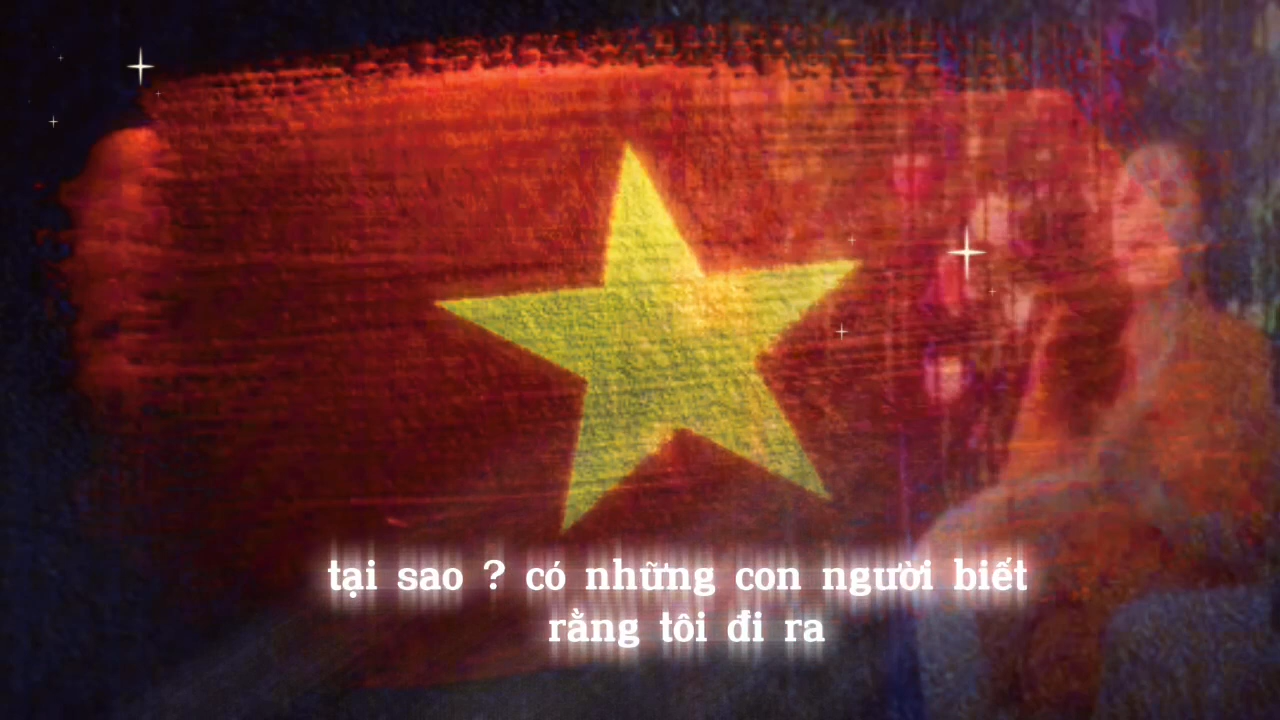 tại sao ? có những con người biết
rằng tôi đi ra